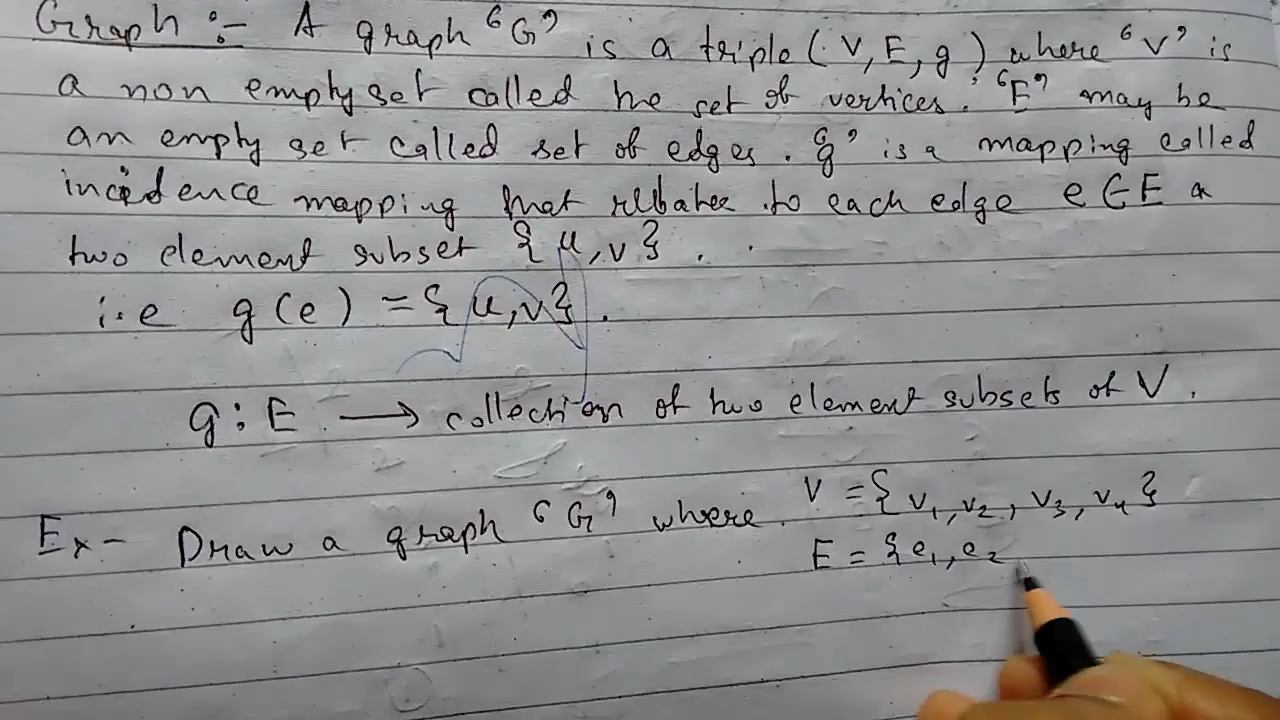 Graph :- A graph 'G' is a triple (V, E, g) where 'V' is
a non empty set called the set of vertices. 'E' may be
an empty set called set of edges. 'g' is a mapping called
incidence mapping that relates to each edge e ∈ E a
two element subset {u, v}.
i.e g(e) = {u, v}.
g : E → collection of two element subsets of V.
Ex - Draw a graph 'G' where V = {v₁, v₂, v₃, v₄}
E = {e₁, e₂